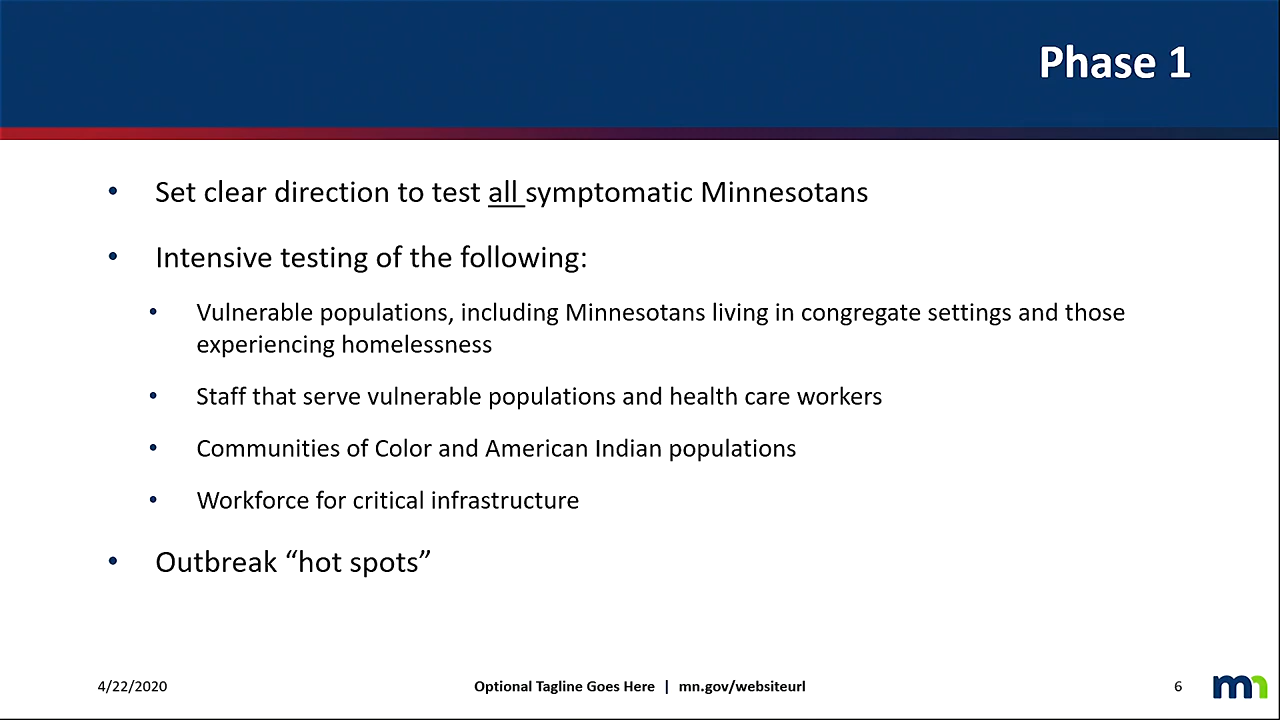 Phase 1
• Set clear direction to test all symptomatic Minnesotans
• Intensive testing of the following:
• Vulnerable populations, including Minnesotans living in congregate settings and those
experiencing homelessness
• Staff that serve vulnerable populations and health care workers
• Communities of Color and American Indian populations
• Workforce for critical infrastructure
• Outbreak “hot spots”
4/22/2020
Optional Tagline Goes Here | mn.gov/websiteurl
6
mn